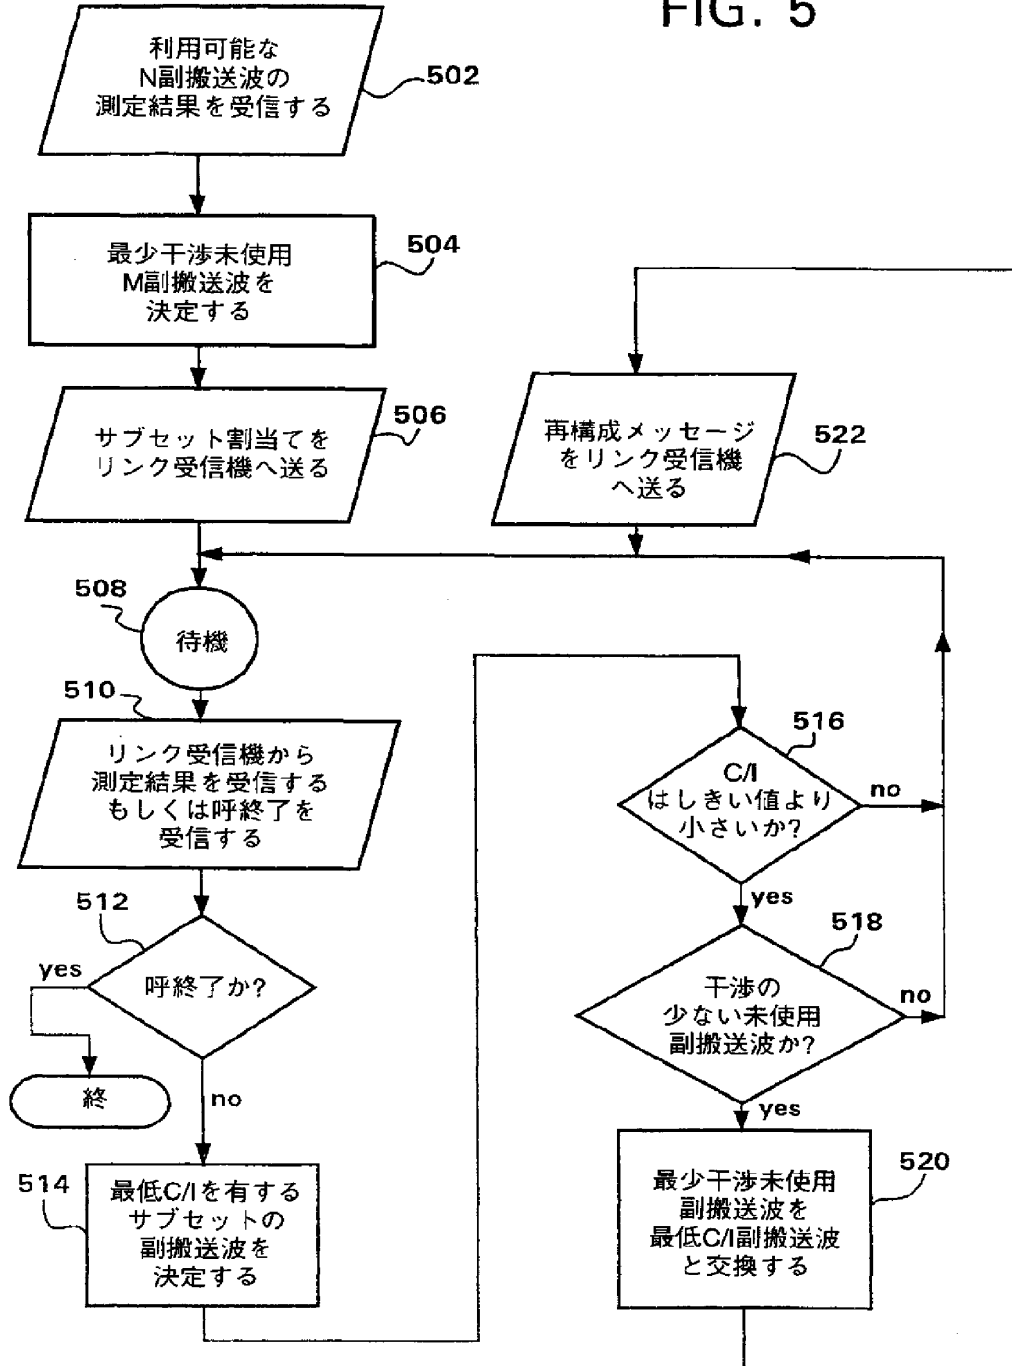 FIG. 5
利用可能な
N副搬送波の
測定結果を受信する
502
最少干渉未使用
M副搬送波を
決定する
504
サブセット割当てを
リンク受信機へ送る
506
再構成メッセージ
をリンク受信機
へ送る
522
508
待機
510
リンク受信機から
測定結果を受信する
もしくは呼終了を
受信する
512
呼終了か?
yes
終
no
514
最低C/Iを有する
サブセットの
副搬送波を
決定する
516
C/I
はしきい値より
小さいか?
no
yes
518
干渉の
少ない未使用
副搬送波か?
no
yes
520
最少干渉未使用
副搬送波を
最低C/I副搬送波
と交換する